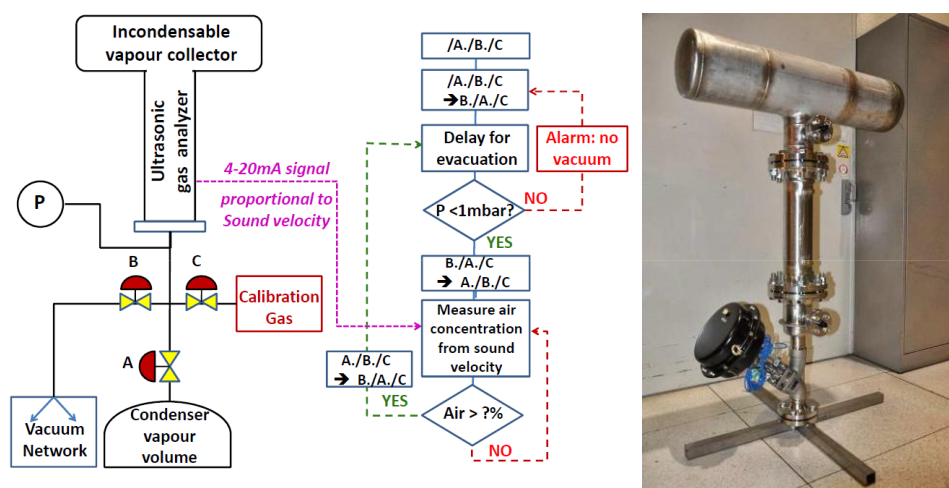 Incondensable
vapour collector
Ultrasonic
gas analyzer
P
4-20mA signal
proportional to
Sound velocity
B
C
Calibration
Gas
A
Vacuum
Network
Condenser
vapour
volume
/A./B./C
/A./B./C
➔B./A./C
Delay for
evacuation
Alarm: no
vacuum
P <1mbar?
NO
YES
B./A./C
➔ A./B./C
Measure air
concentration
from sound
velocity
A./B./C
➔ B./A./C
YES
Air > ?%
NO